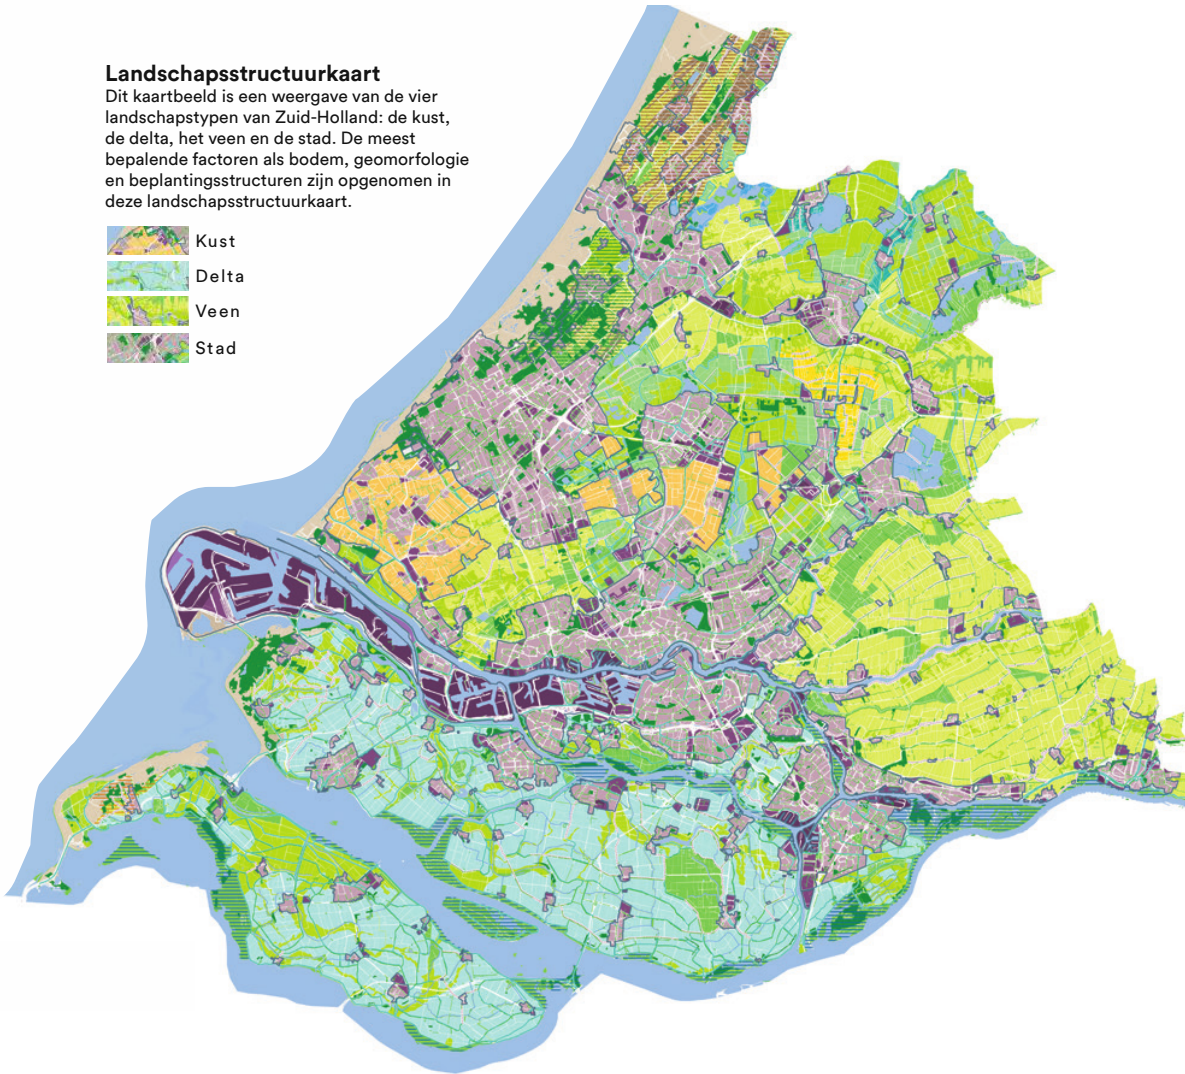 Landschapsstructuurkaart
Dit kaartbeeld is een weergave van de vier
landschapstypen van Zuid-Holland: de kust,
de delta, het veen en de stad. De meest
bepalende factoren als bodem, geomorfologie
en beplantingsstructuren zijn opgenomen in
deze landschapsstructuurkaart.
Kust
Delta
Veen
Stad